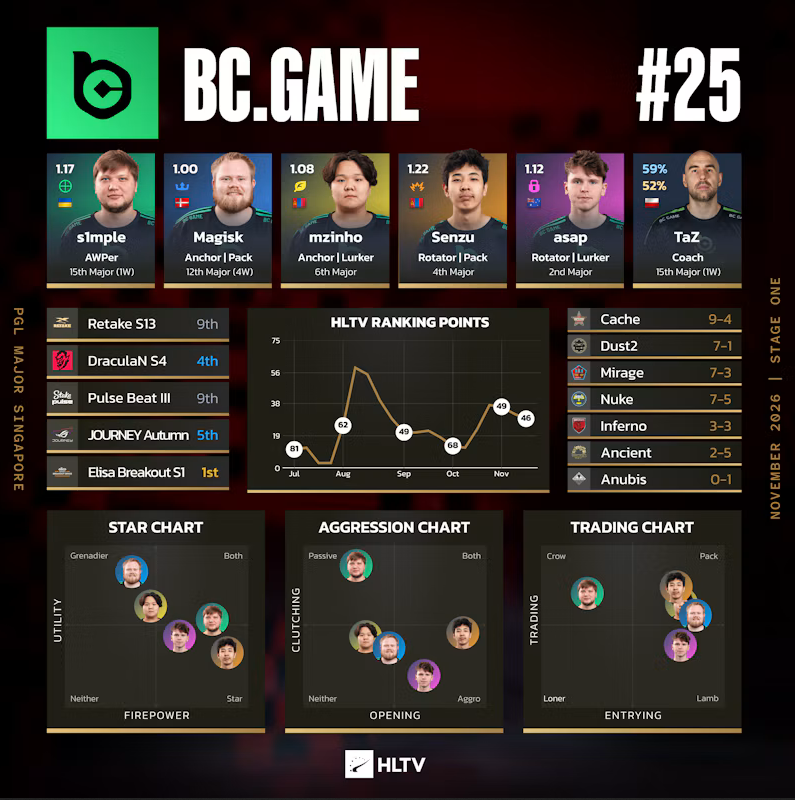 BC.GAME
#25
1.17
s1mple
AWPer
15th Major (1W)
1.00
Magisk
Anchor | Pack
12th Major (4W)
1.08
mzinho
Anchor | Lurker
6th Major
1.22
Senzu
Rotator | Pack
4th Major
1.12
asap
Rotator | Lurker
2nd Major
59%
52%
TaZ
Coach
15th Major (1W)
PGL MAJOR SINGAPORE
RETAKE
Retake S13 9th
DraculaN S4 4th
Stake
Pulse
Pulse Beat III 9th
JOURNEY
JOURNEY Autumn 5th
Elisa Breakout S1 1st
HLTV RANKING POINTS
75
56
38
19
0
81
62
49
68
49
46
Jul Aug Sep Oct Nov
Cache 9-4
Dust2 7-1
Mirage 7-3
Nuke 7-5
Inferno 3-3
Ancient 2-5
Anubis 0-1
NOVEMBER 2026 | STAGE ONE
STAR CHART
Grenadier Both
UTILITY
Neither Star
FIREPOWER
AGGRESSION CHART
Passive Both
CLUTCHING
Neither Aggro
OPENING
TRADING CHART
Crow Pack
TRADING
Loner Lamb
ENTRYING
HLTV